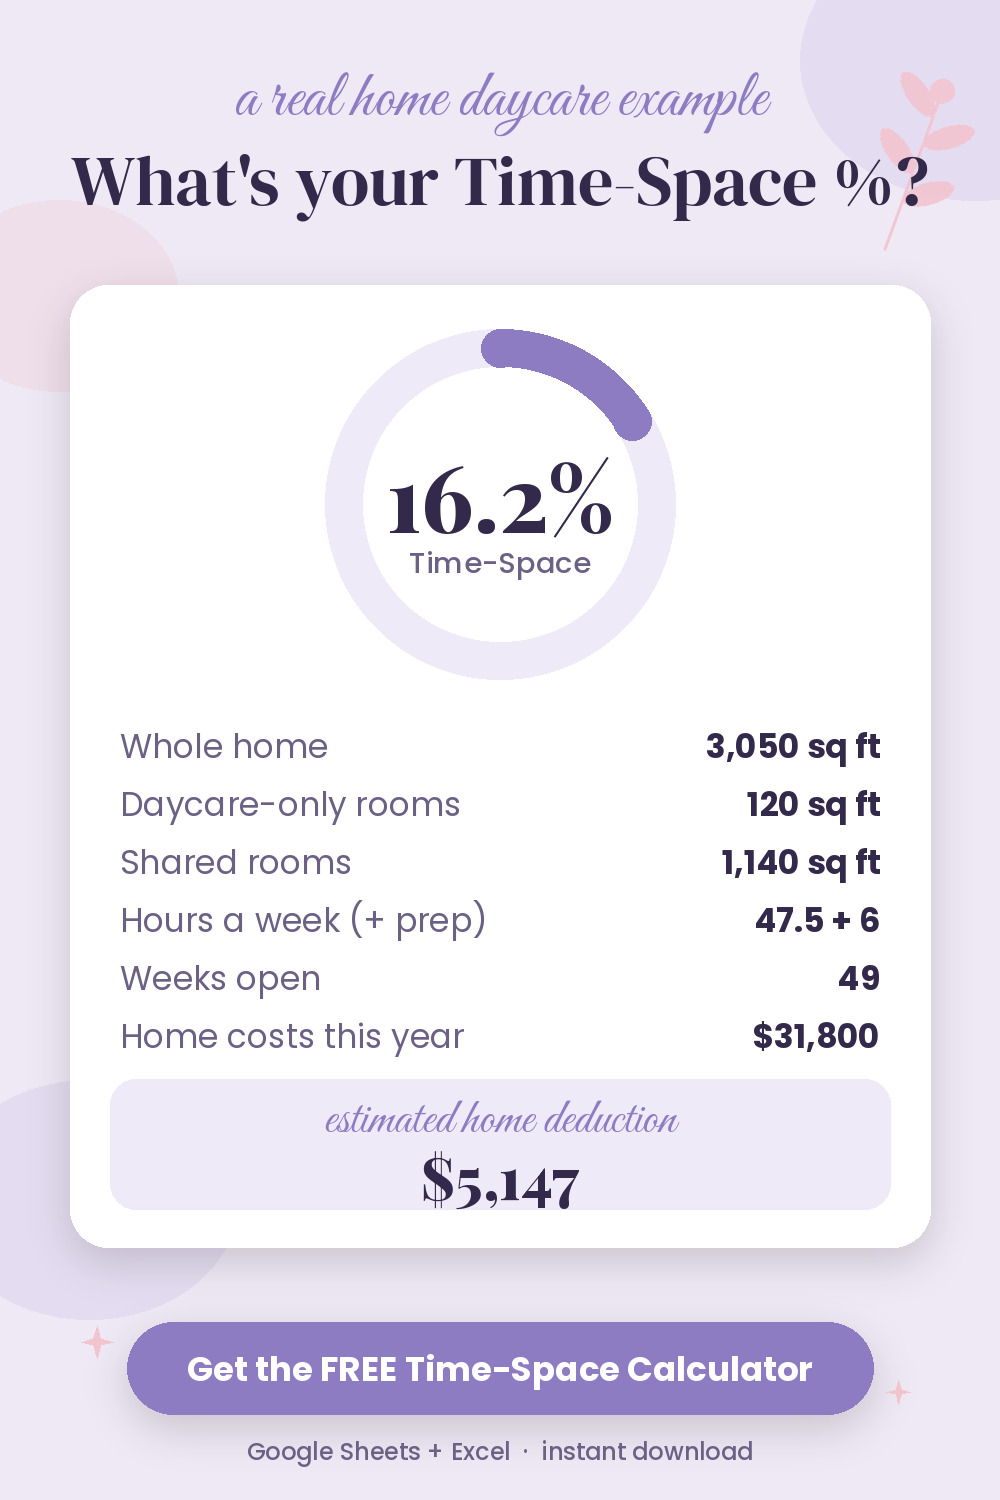 a real home daycare example
What's your Time-Space %?
16.2%
Time-Space
Whole home 3,050 sq ft
Daycare-only rooms 120 sq ft
Shared rooms 1,140 sq ft
Hours a week (+ prep) 47.5 + 6
Weeks open 49
Home costs this year $31,800
estimated home deduction
$5,147
Get the FREE Time-Space Calculator
Google Sheets + Excel · instant download